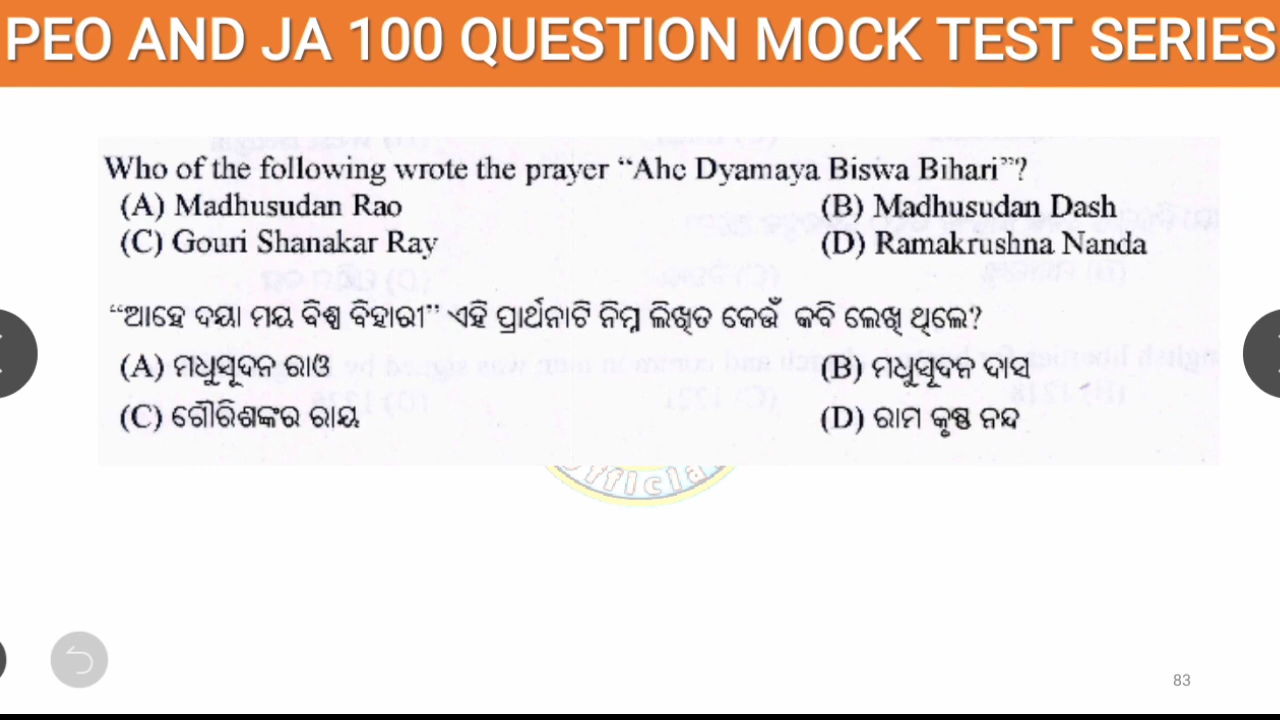 PEO AND JA 100 QUESTION MOCK TEST SERIES
Who of the following wrote the prayer “Ahe Dyamaya Biswa Bihari”?
(A) Madhusudan Rao (B) Madhusudan Dash
(C) Gouri Shanakar Ray (D) Ramakrushna Nanda
“ଆହେ ଦୟା ମୟ ବିଶ୍ବ ବିହାରୀ” ଏହି ପ୍ରାର୍ଥନାଟି ନିମ୍ନ ଲିଖିତ କେଉଁ କବି ଲେଖି ଥିଲେ?
(A) ମଧୁସୂଦନ ରାଓ (B) ମଧୁସୂଦନ ଦାସ
(C) ଗୌରିଶଙ୍କର ରାୟ (D) ରାମ କୃଷ୍ଣ ନନ୍ଦ
Official
83